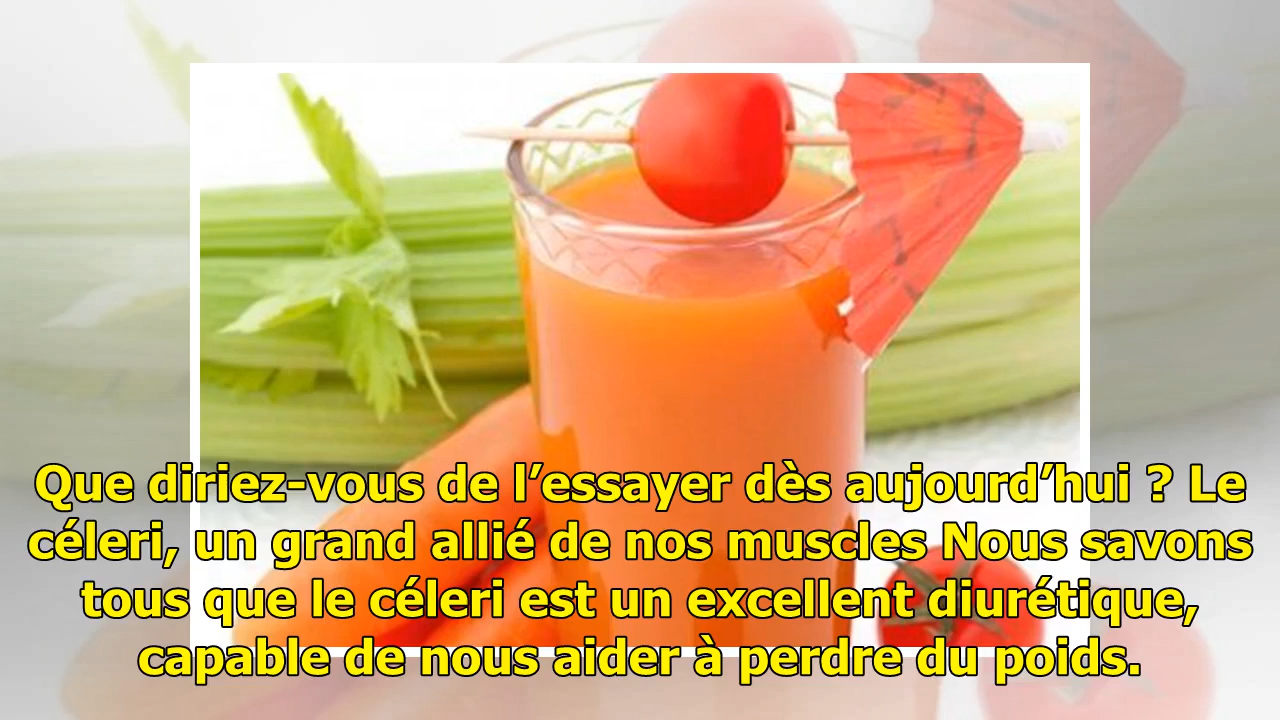 Que diriez-vous de l’essayer dès aujourd’hui ? Le
céleri, un grand allié de nos muscles Nous savons
tous que le céleri est un excellent diurétique,
capable de nous aider à perdre du poids.